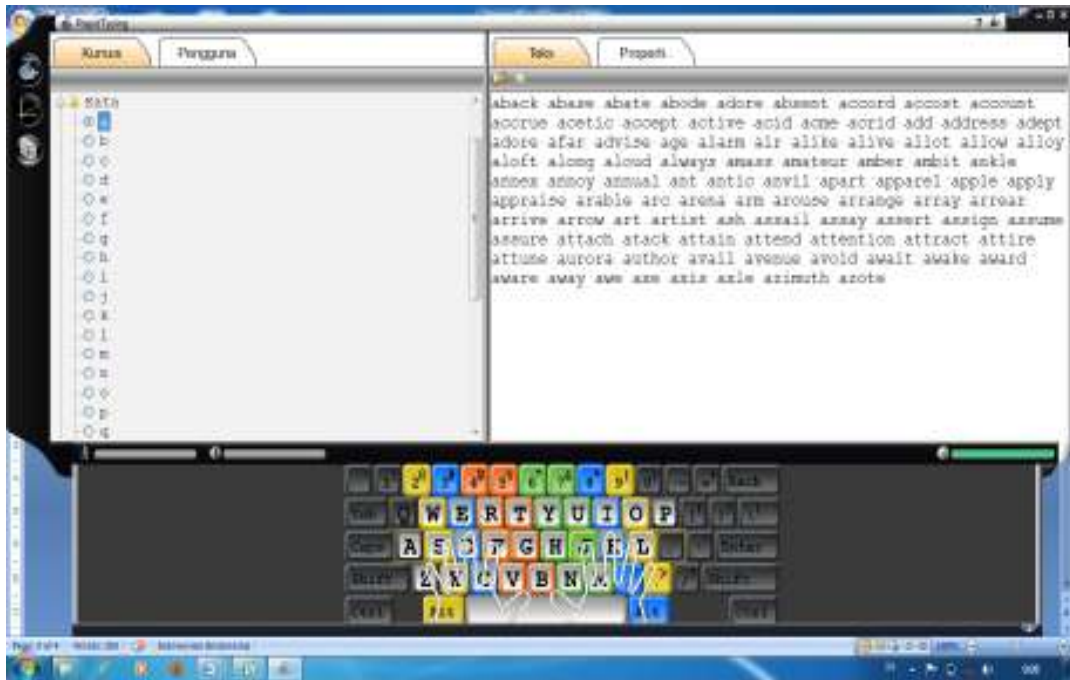 RapidTyping
Kursus Pengguna
Teks Properti
Kata
a
b
c
d
e
f
g
h
i
j
k
l
m
n
o
p
q
aback abase abate abode adore absent accord accost account
accrue acetic accept active acid acme acrid add address adept
adore afar advise age alarm air alike alive allot allow alloy
aloft along aloud always amass amateur amber ambit ankle
annex annoy annual ant antic anvil apart apparel apple apply
appraise arable arc arena arm arouse arrange array arrear
arrive arrow art artist ash assail assay assert assign assume
assure attach atack attain attend attention attract attire
attune aurora author avail avenue avoid await awake award
aware away awe axe axis axle azimuth azote
Back
Tab Q W E R T Y U I O P
Caps A S D F G H J K L Enter
Shift Z X C V B N M Shift
Alt Alt